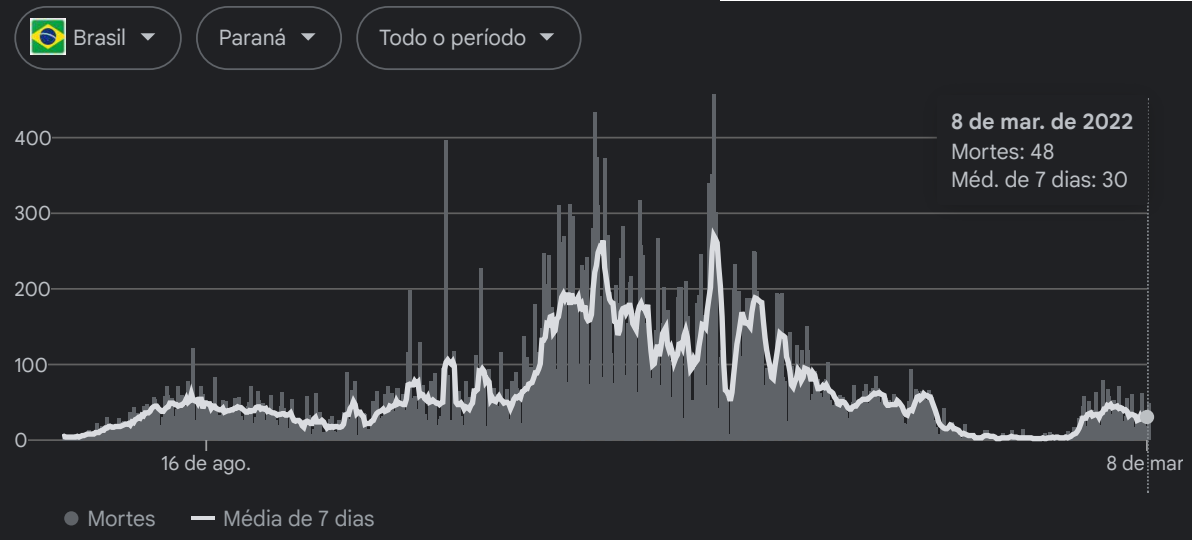 Brasil Paraná Todo o período
400
300
200
100
0
8 de mar. de 2022
Mortes: 48
Méd. de 7 dias: 30
16 de ago. 8 de mar
Mortes Média de 7 dias